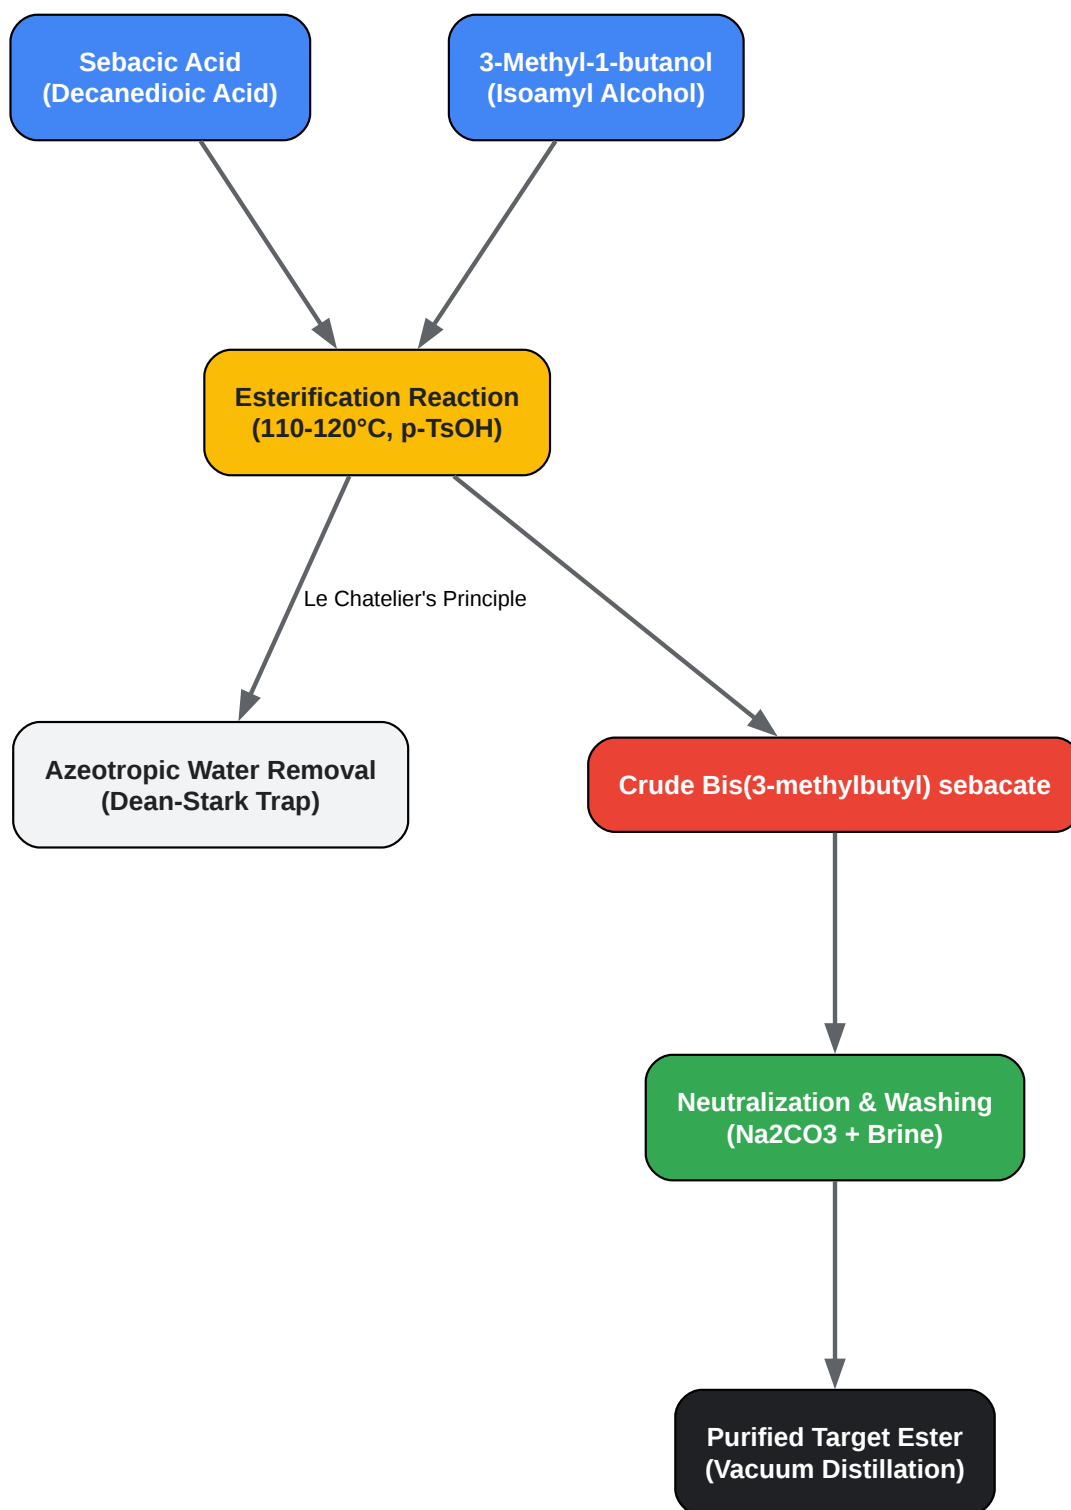 Sebacic Acid
(Decanedioic Acid)
3-Methyl-1-butanol
(Isoamyl Alcohol)
Esterification Reaction
(110-120°C, p-TsOH)
Le Chatelier's Principle
Azeotropic Water Removal
(Dean-Stark Trap)
Crude Bis(3-methylbutyl) sebacate
Neutralization & Washing
(Na2CO3 + Brine)
Purified Target Ester
(Vacuum Distillation)